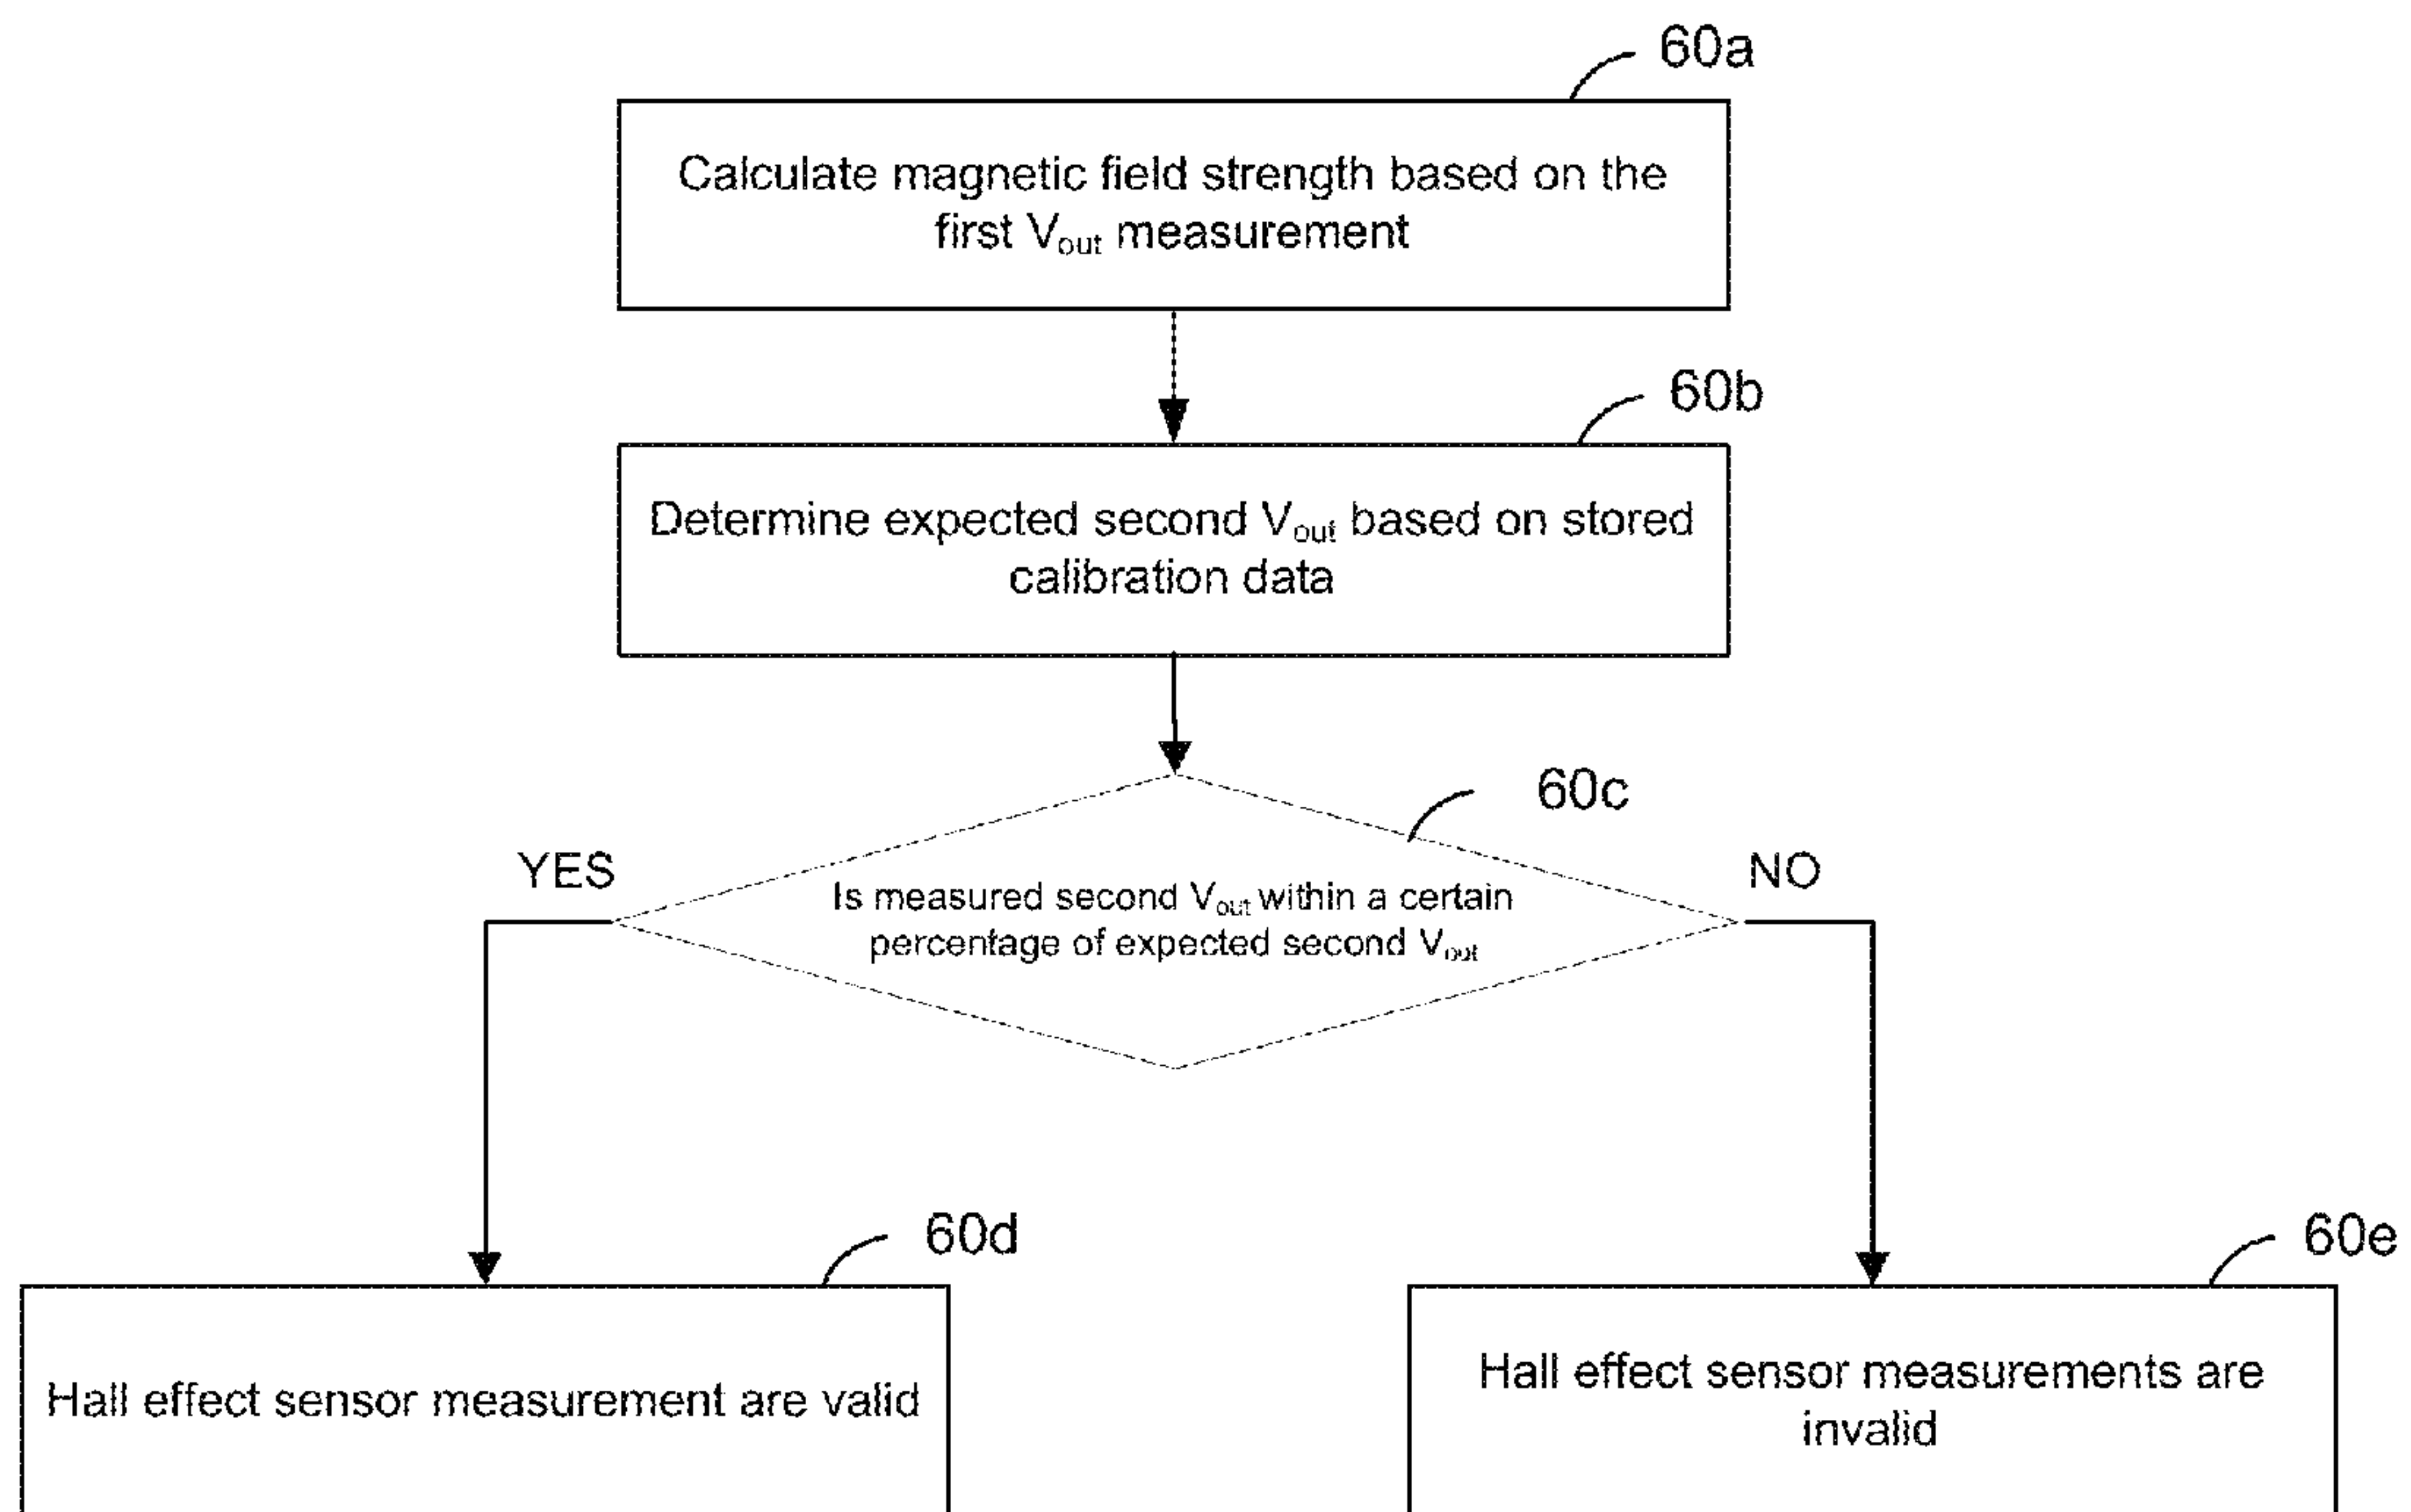 60a
Calculate magnetic field strength based on the
first Vout measurement
60b
Determine expected second Vout based on stored
calibration data
60c
YES
NO
Is measured second Vout within a certain
percentage of expected second Vout
60d
60e
Hall effect sensor measurement are valid
Hall effect sensor measurements are
invalid